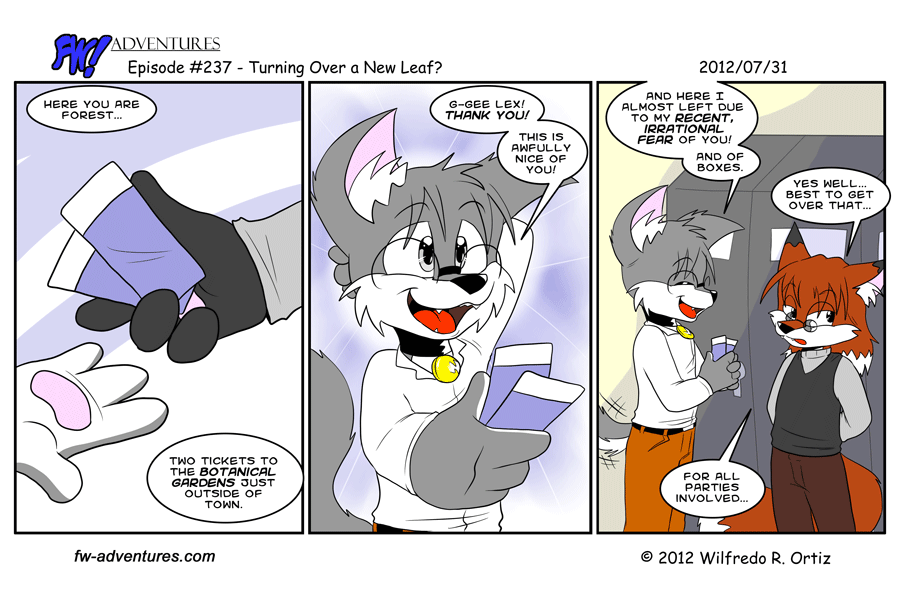 FW! ADVENTURES
Episode #237 - Turning Over a New Leaf?
2012/07/31
HERE YOU ARE
FOREST...
TWO TICKETS TO
THE BOTANICAL
GARDENS JUST
OUTSIDE OF
TOWN.
G-GEE LEX!
THANK YOU!
THIS IS
AWFULLY
NICE OF
YOU!
AND HERE I
ALMOST LEFT DUE
TO MY RECENT,
IRRATIONAL
FEAR OF YOU!
AND OF
BOXES.
YES WELL...
BEST TO GET
OVER THAT...
FOR ALL
PARTIES
INVOLVED...
fw-adventures.com
© 2012 Wilfredo R. Ortiz